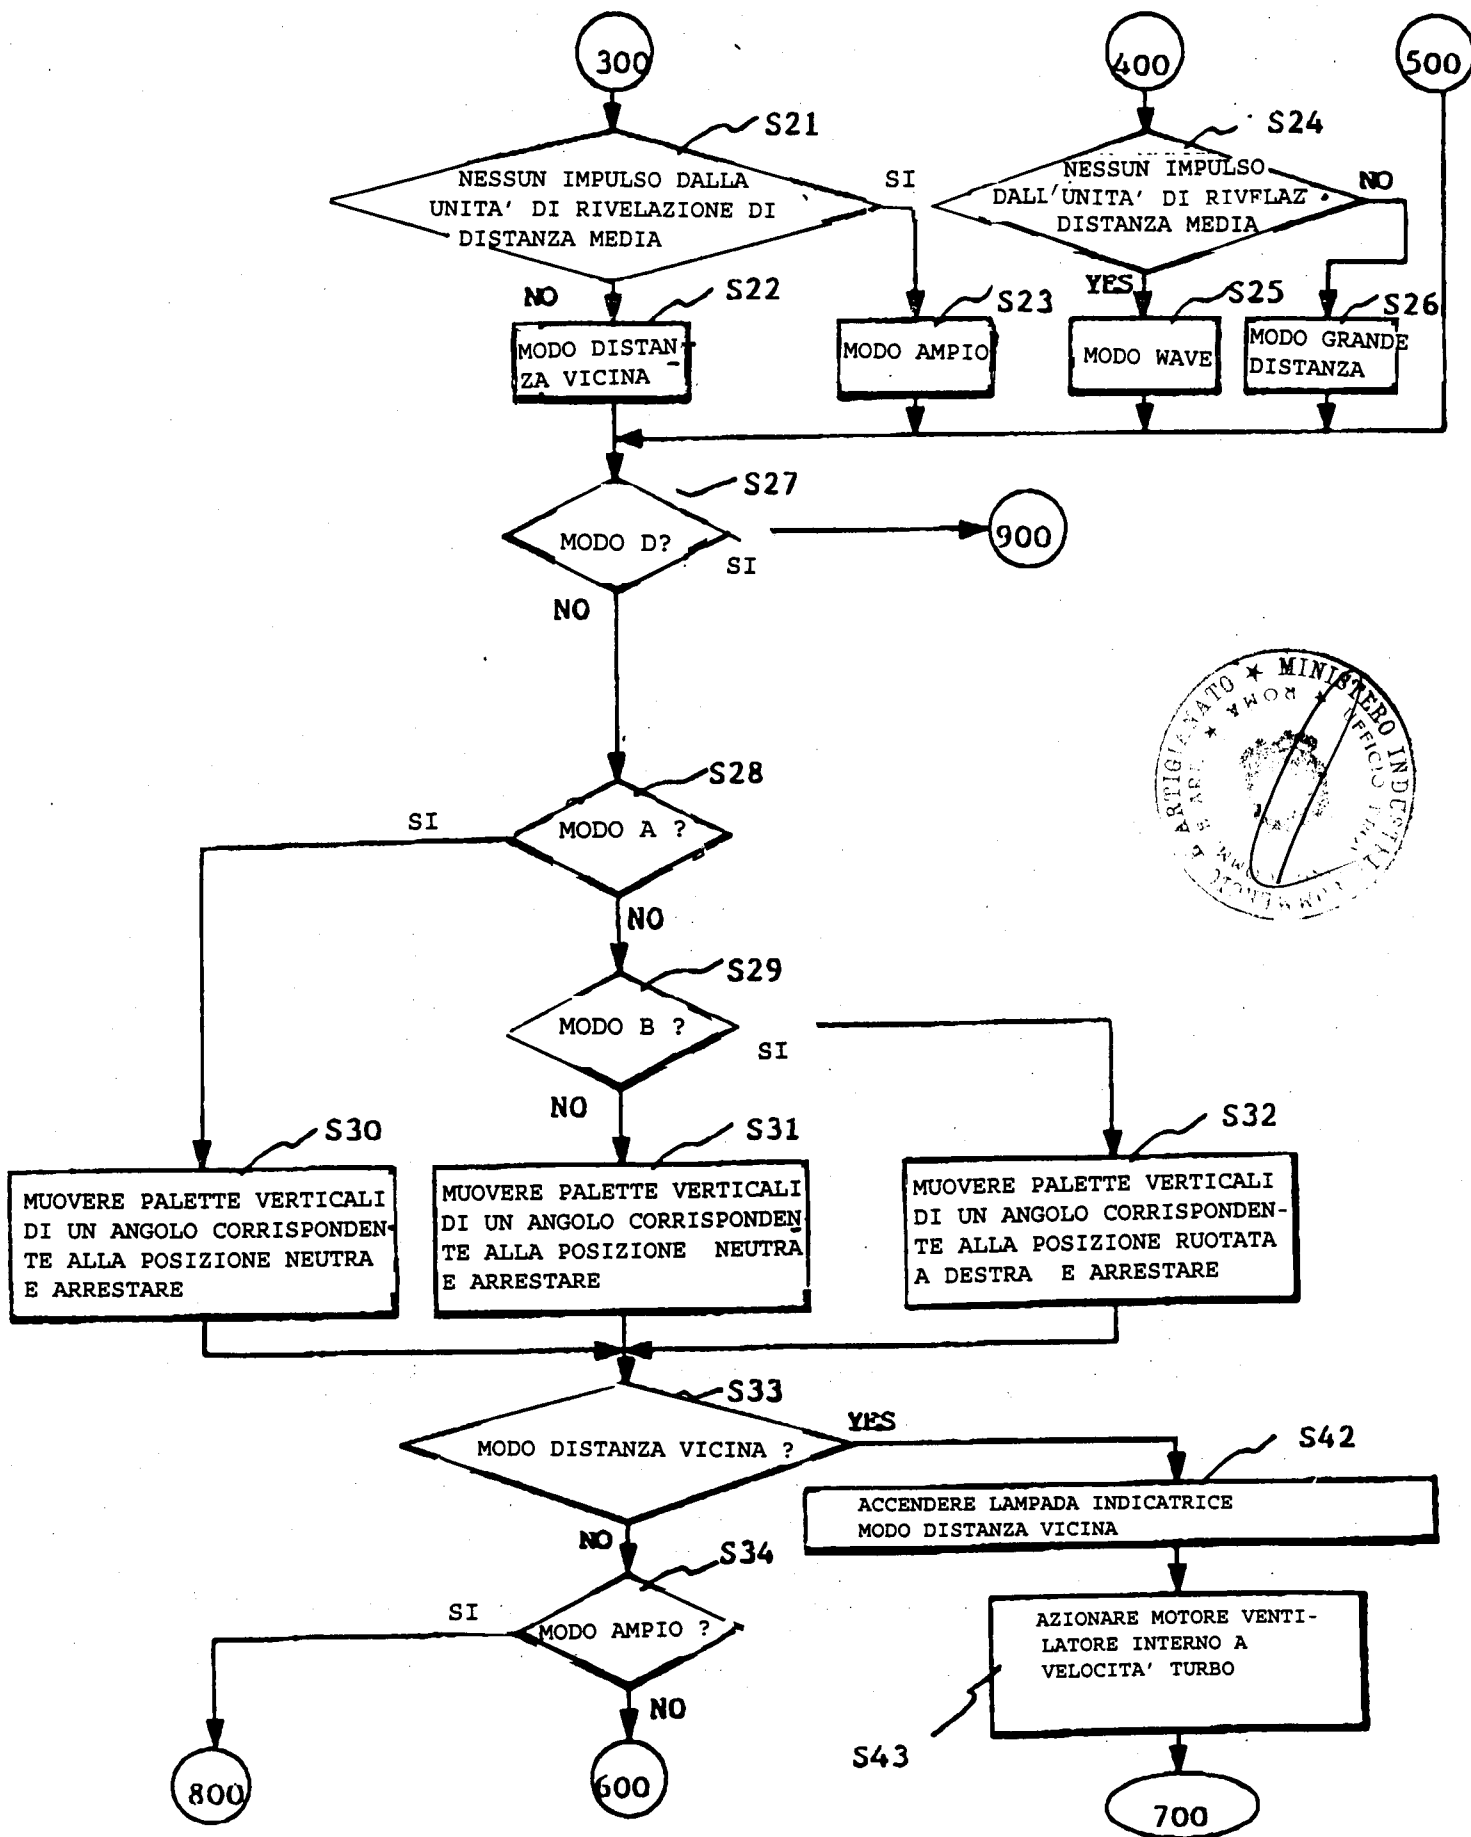 300
400
500
S21
S24
NESSUN IMPULSO DALLA
UNITA' DI RIVELAZIONE DI
DISTANZA MEDIA
SI
NESSUN IMPULSO
DALL'UNITA' DI RIVELAZ
DISTANZA MEDIA
NO
NO
S22
S23
YES
S25
S26
MODO DISTAN-
ZA VICINA
MODO AMPIO
MODO WAVE
MODO GRANDE
DISTANZA
S27
MODO D?
SI
900
NO
MINISTERO INDUSTRIA COMMERCIO E ARTIGIANATO
ROMA
S28
SI
MODO A ?
NO
S29
MODO B ?
SI
NO
S30
S31
S32
MUOVERE PALETTE VERTICALI
DI UN ANGOLO CORRISPONDEN-
TE ALLA POSIZIONE NEUTRA
E ARRESTARE
MUOVERE PALETTE VERTICALI
DI UN ANGOLO CORRISPONDEN-
TE ALLA POSIZIONE NEUTRA
E ARRESTARE
MUOVERE PALETTE VERTICALI
DI UN ANGOLO CORRISPONDEN-
TE ALLA POSIZIONE RUOTATA
A DESTRA E ARRESTARE
S33
MODO DISTANZA VICINA ?
YES
S42
ACCENDERE LAMPADA INDICATRICE
MODO DISTANZA VICINA
NO
S34
SI
MODO AMPIO ?
NO
AZIONARE MOTORE VENTI-
LATORE INTERNO A
VELOCITA' TURBO
S43
800
600
700